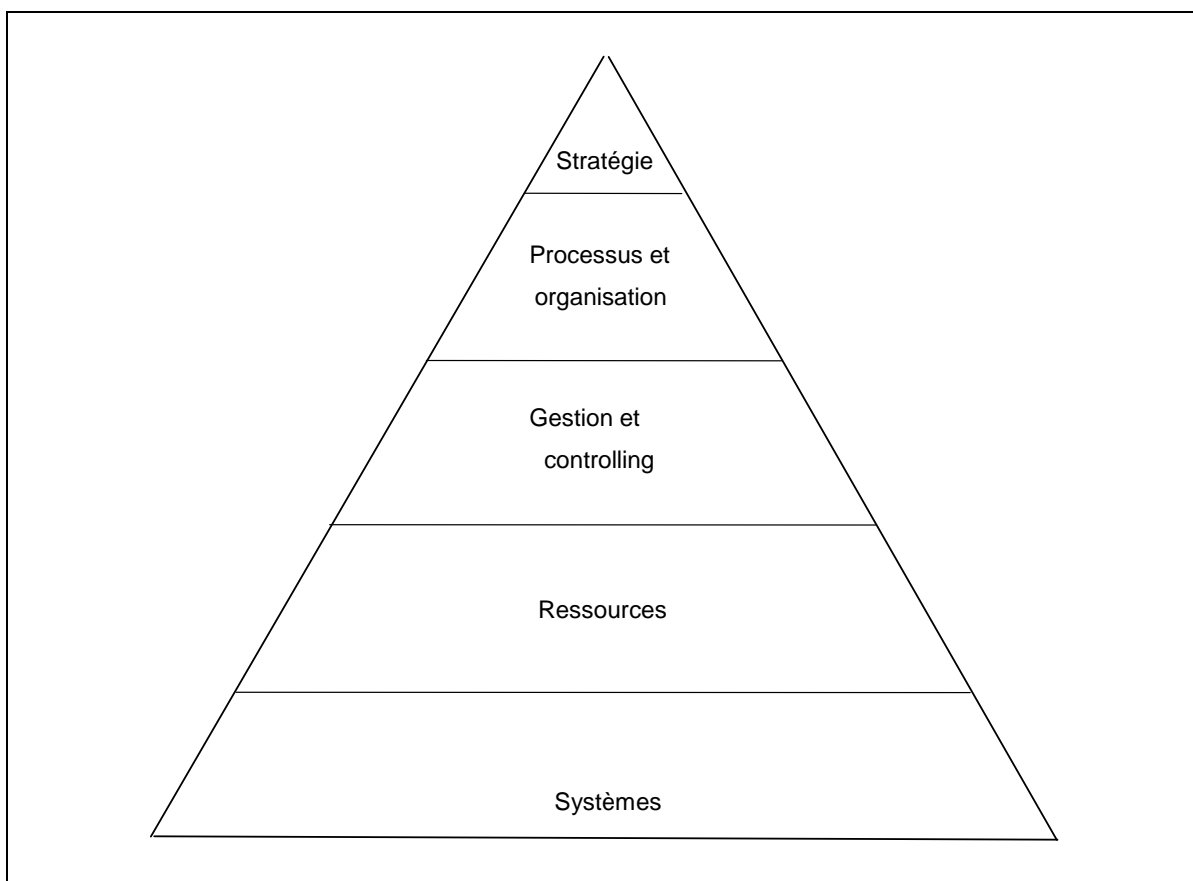 Stratégie
Processus et
organisation
Gestion et
controlling
Ressources
Systèmes